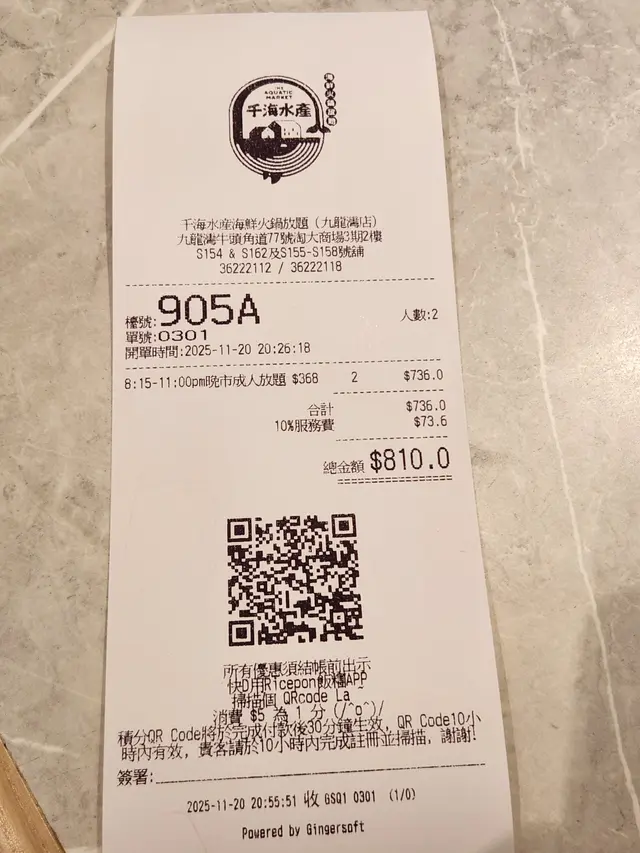 THE
AQUATIC
MARKET
千海水產
千海水產海鮮火鍋放題（九龍灣店）
九龍灣牛頭角道77號淘大商場3期2樓
S154 & S162及S155-S158號舖
36222112 / 36222118
檯號:905A 人數:2
單號:0301
開單時間:2025-11-20 20:26:18
8:15-11:00pm晚市成人放題 $368 2 $736.0
合計 $736.0
10%服務費 $73.6
總金額 $810.0
所有優惠須結帳前出示
快D用Ricepon飯糰APP
掃描個 QRcode La ~
消費 $5 為 1 分 (/^o^)/
積分QR Code將於完成付款後30分鐘生效, QR Code10小
時內有效, 貴客請於10小時內完成註冊並掃描, 謝謝!
簽署:
2025-11-20 20:55:51 收 GSQ1 0301 (1/0)
Powered by Gingersoft